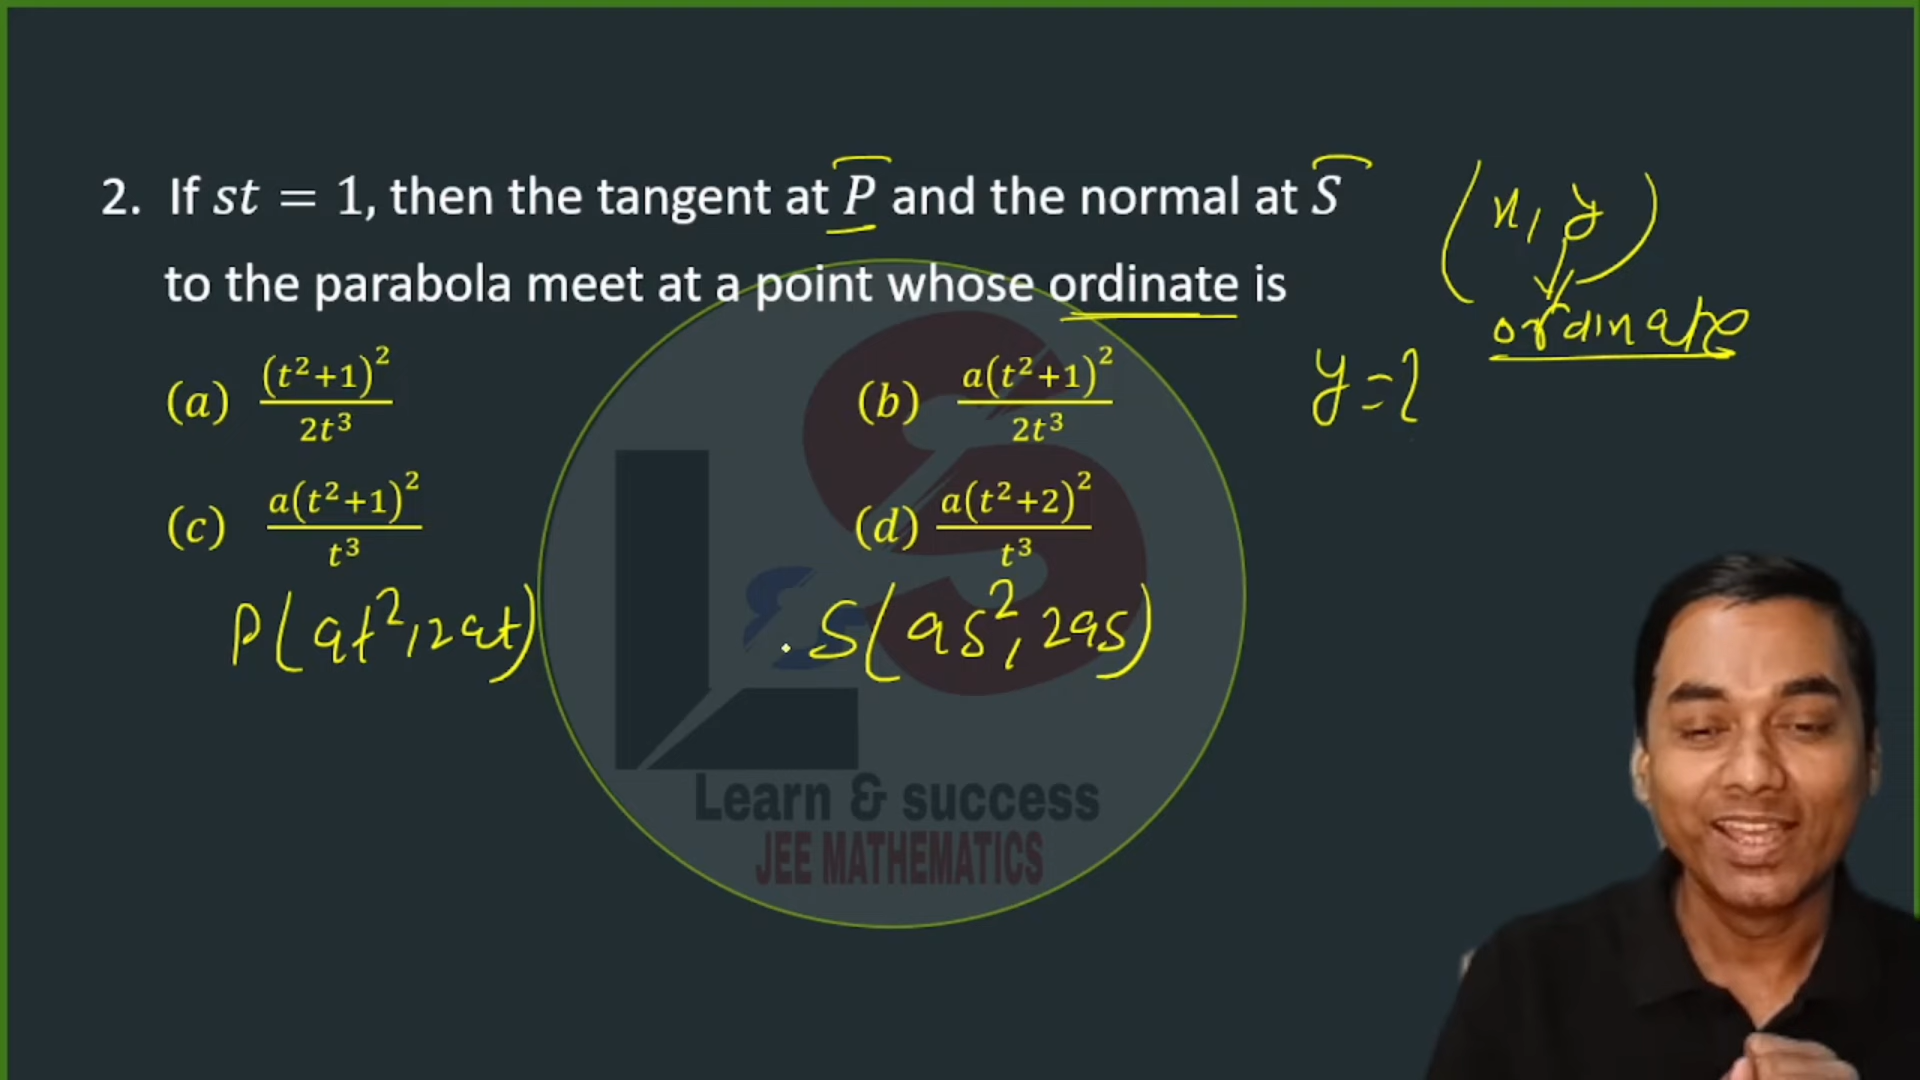 2. If st = 1, then the tangent at P and the normal at S
to the parabola meet at a point whose ordinate is
(a) (t²+1)²/2t³
(b) a(t²+1)²/2t³
(c) a(t²+1)²/t³
(d) a(t²+2)²/t³
(x, y)
ordinate
y = ?
P(at², 2at)
S(as², 2as)
Learn & success
JEE MATHEMATICS